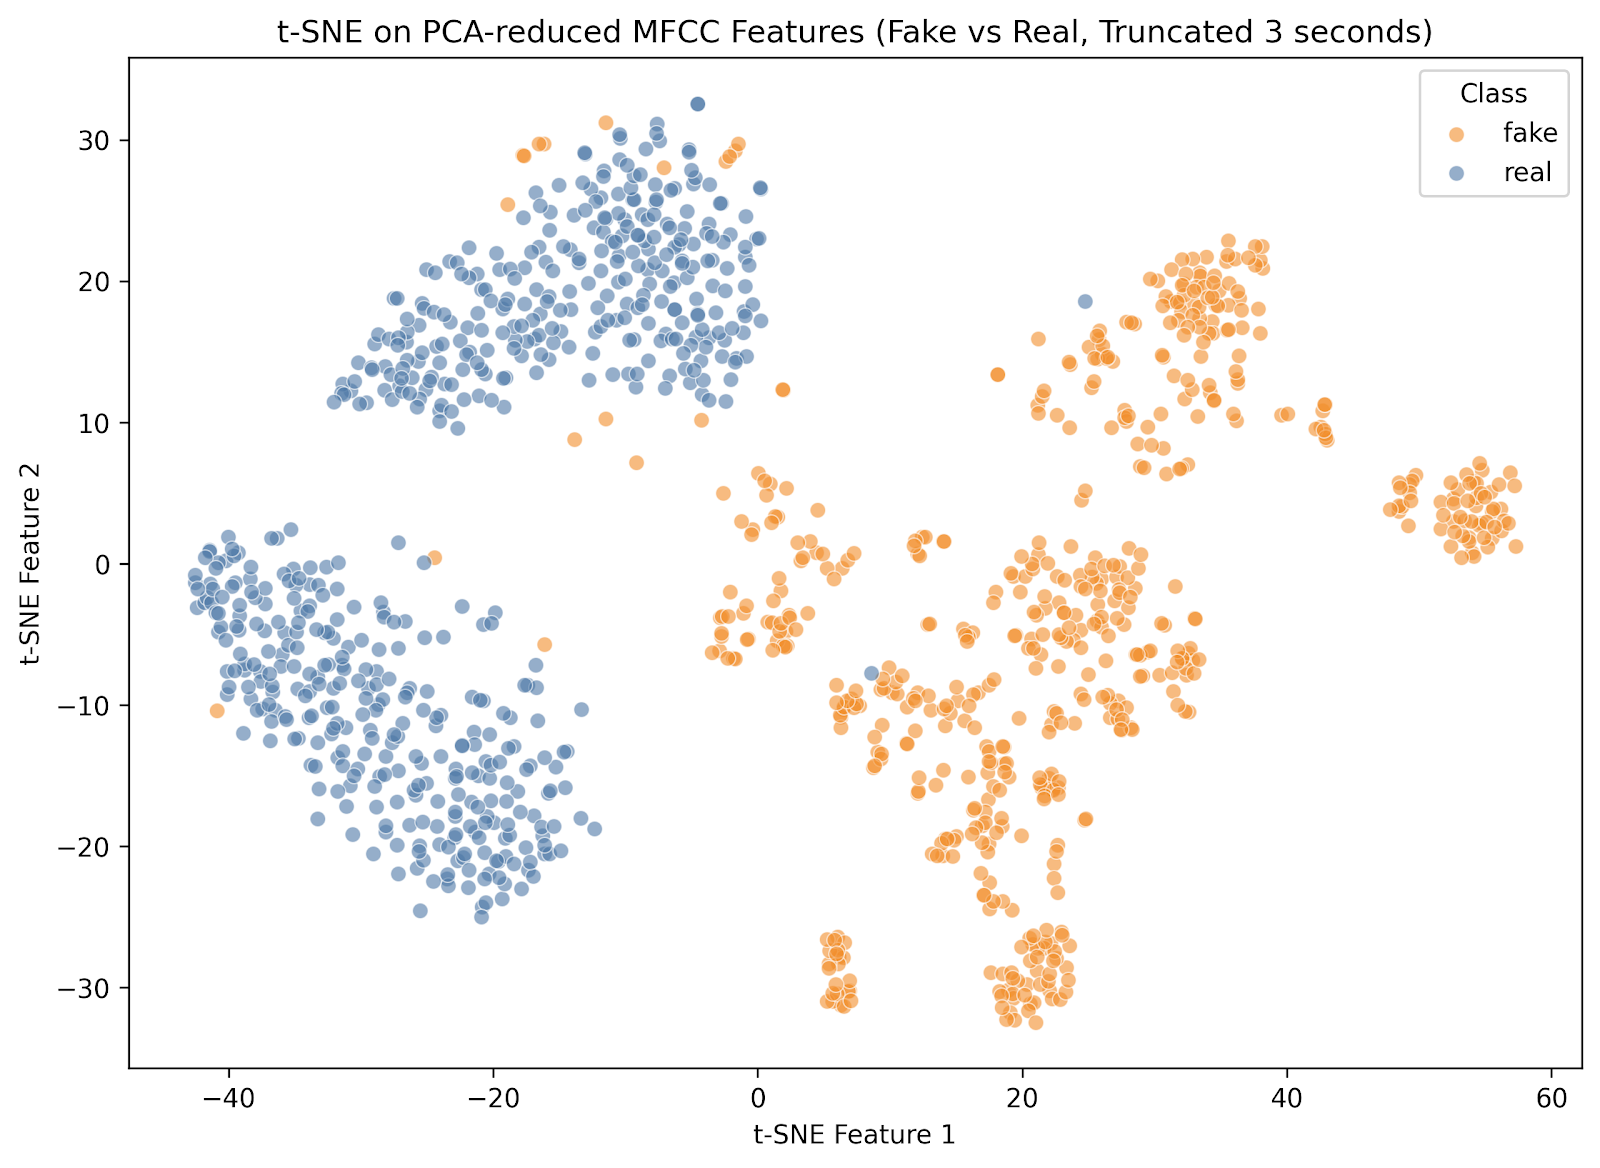 t-SNE on PCA-reduced MFCC Features (Fake vs Real, Truncated 3 seconds)
Class
fake
real
30
20
10
0
−10
−20
−30
t-SNE Feature 2
−40
−20
0
20
40
60
t-SNE Feature 1